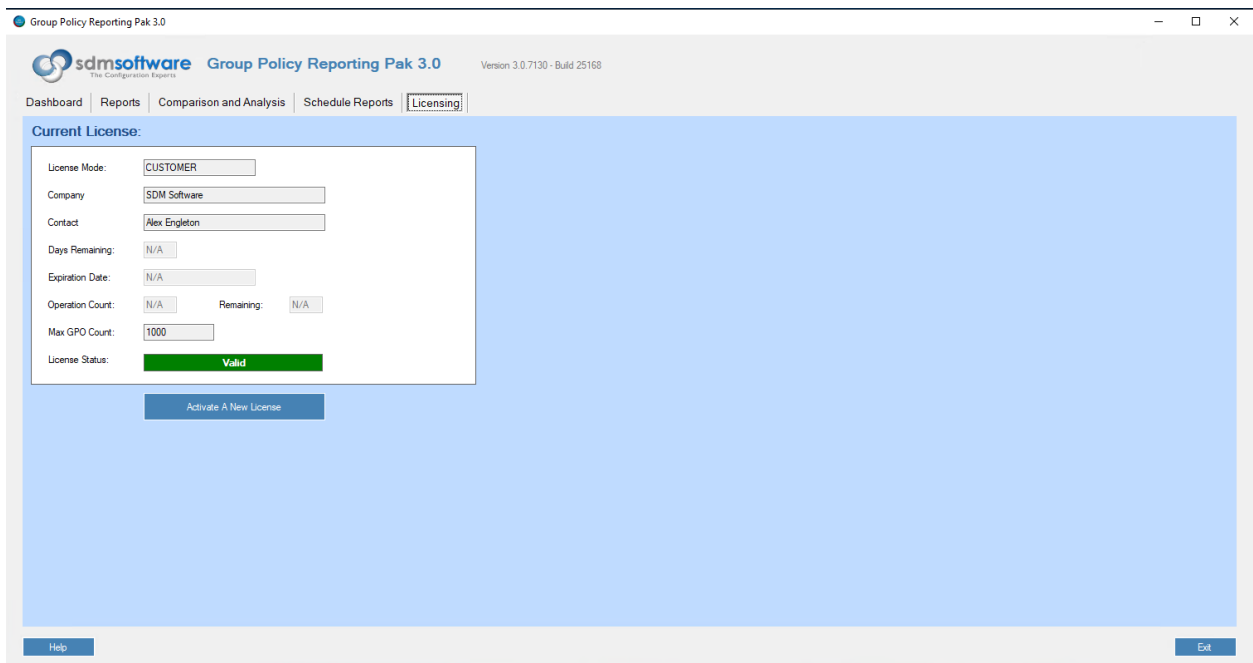 Group Policy Reporting Pak 3.0
sdmsoftware
The Configuration Experts
Group Policy Reporting Pak 3.0 Version 3.0.7130 - Build 25168
Dashboard Reports Comparison and Analysis Schedule Reports Licensing
Current License:
License Mode: CUSTOMER
Company SDM Software
Contact Alex Engleton
Days Remaining: N/A
Expiration Date: N/A
Operation Count: N/A Remaining: N/A
Max GPO Count: 1000
License Status: Valid
Activate A New License
Help Exit